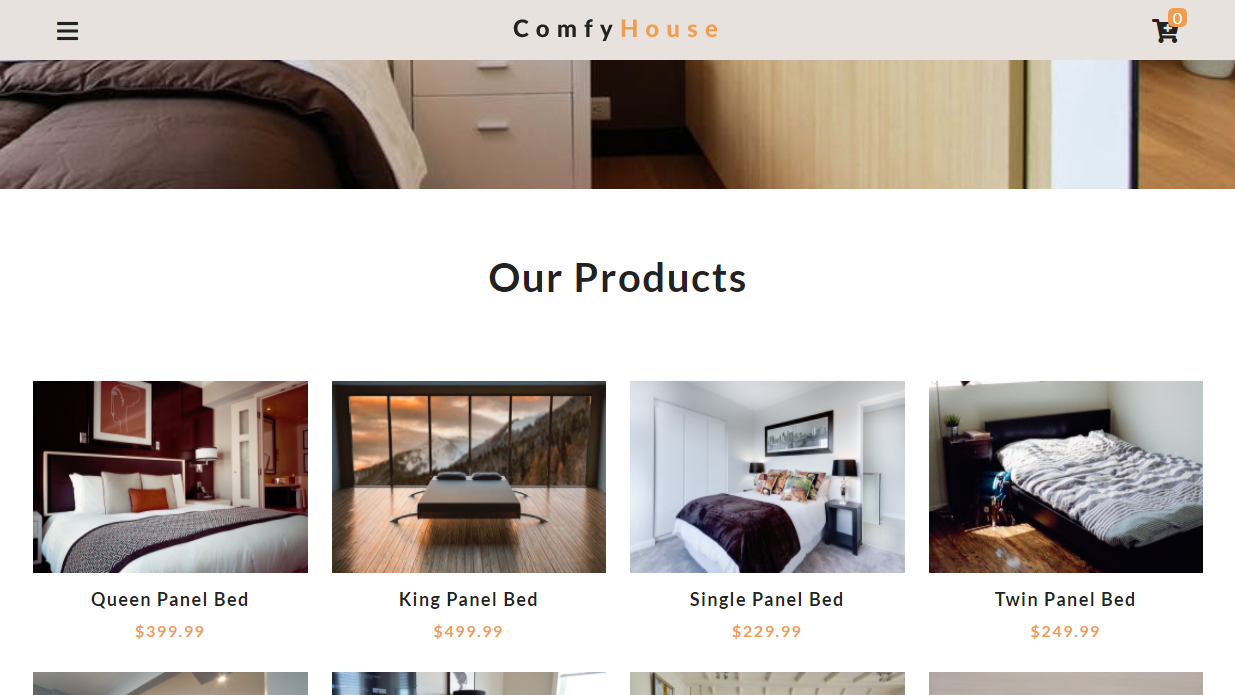 ComfyHouse
0
Our Products
Queen Panel Bed
$399.99
King Panel Bed
$499.99
Single Panel Bed
$229.99
Twin Panel Bed
$249.99